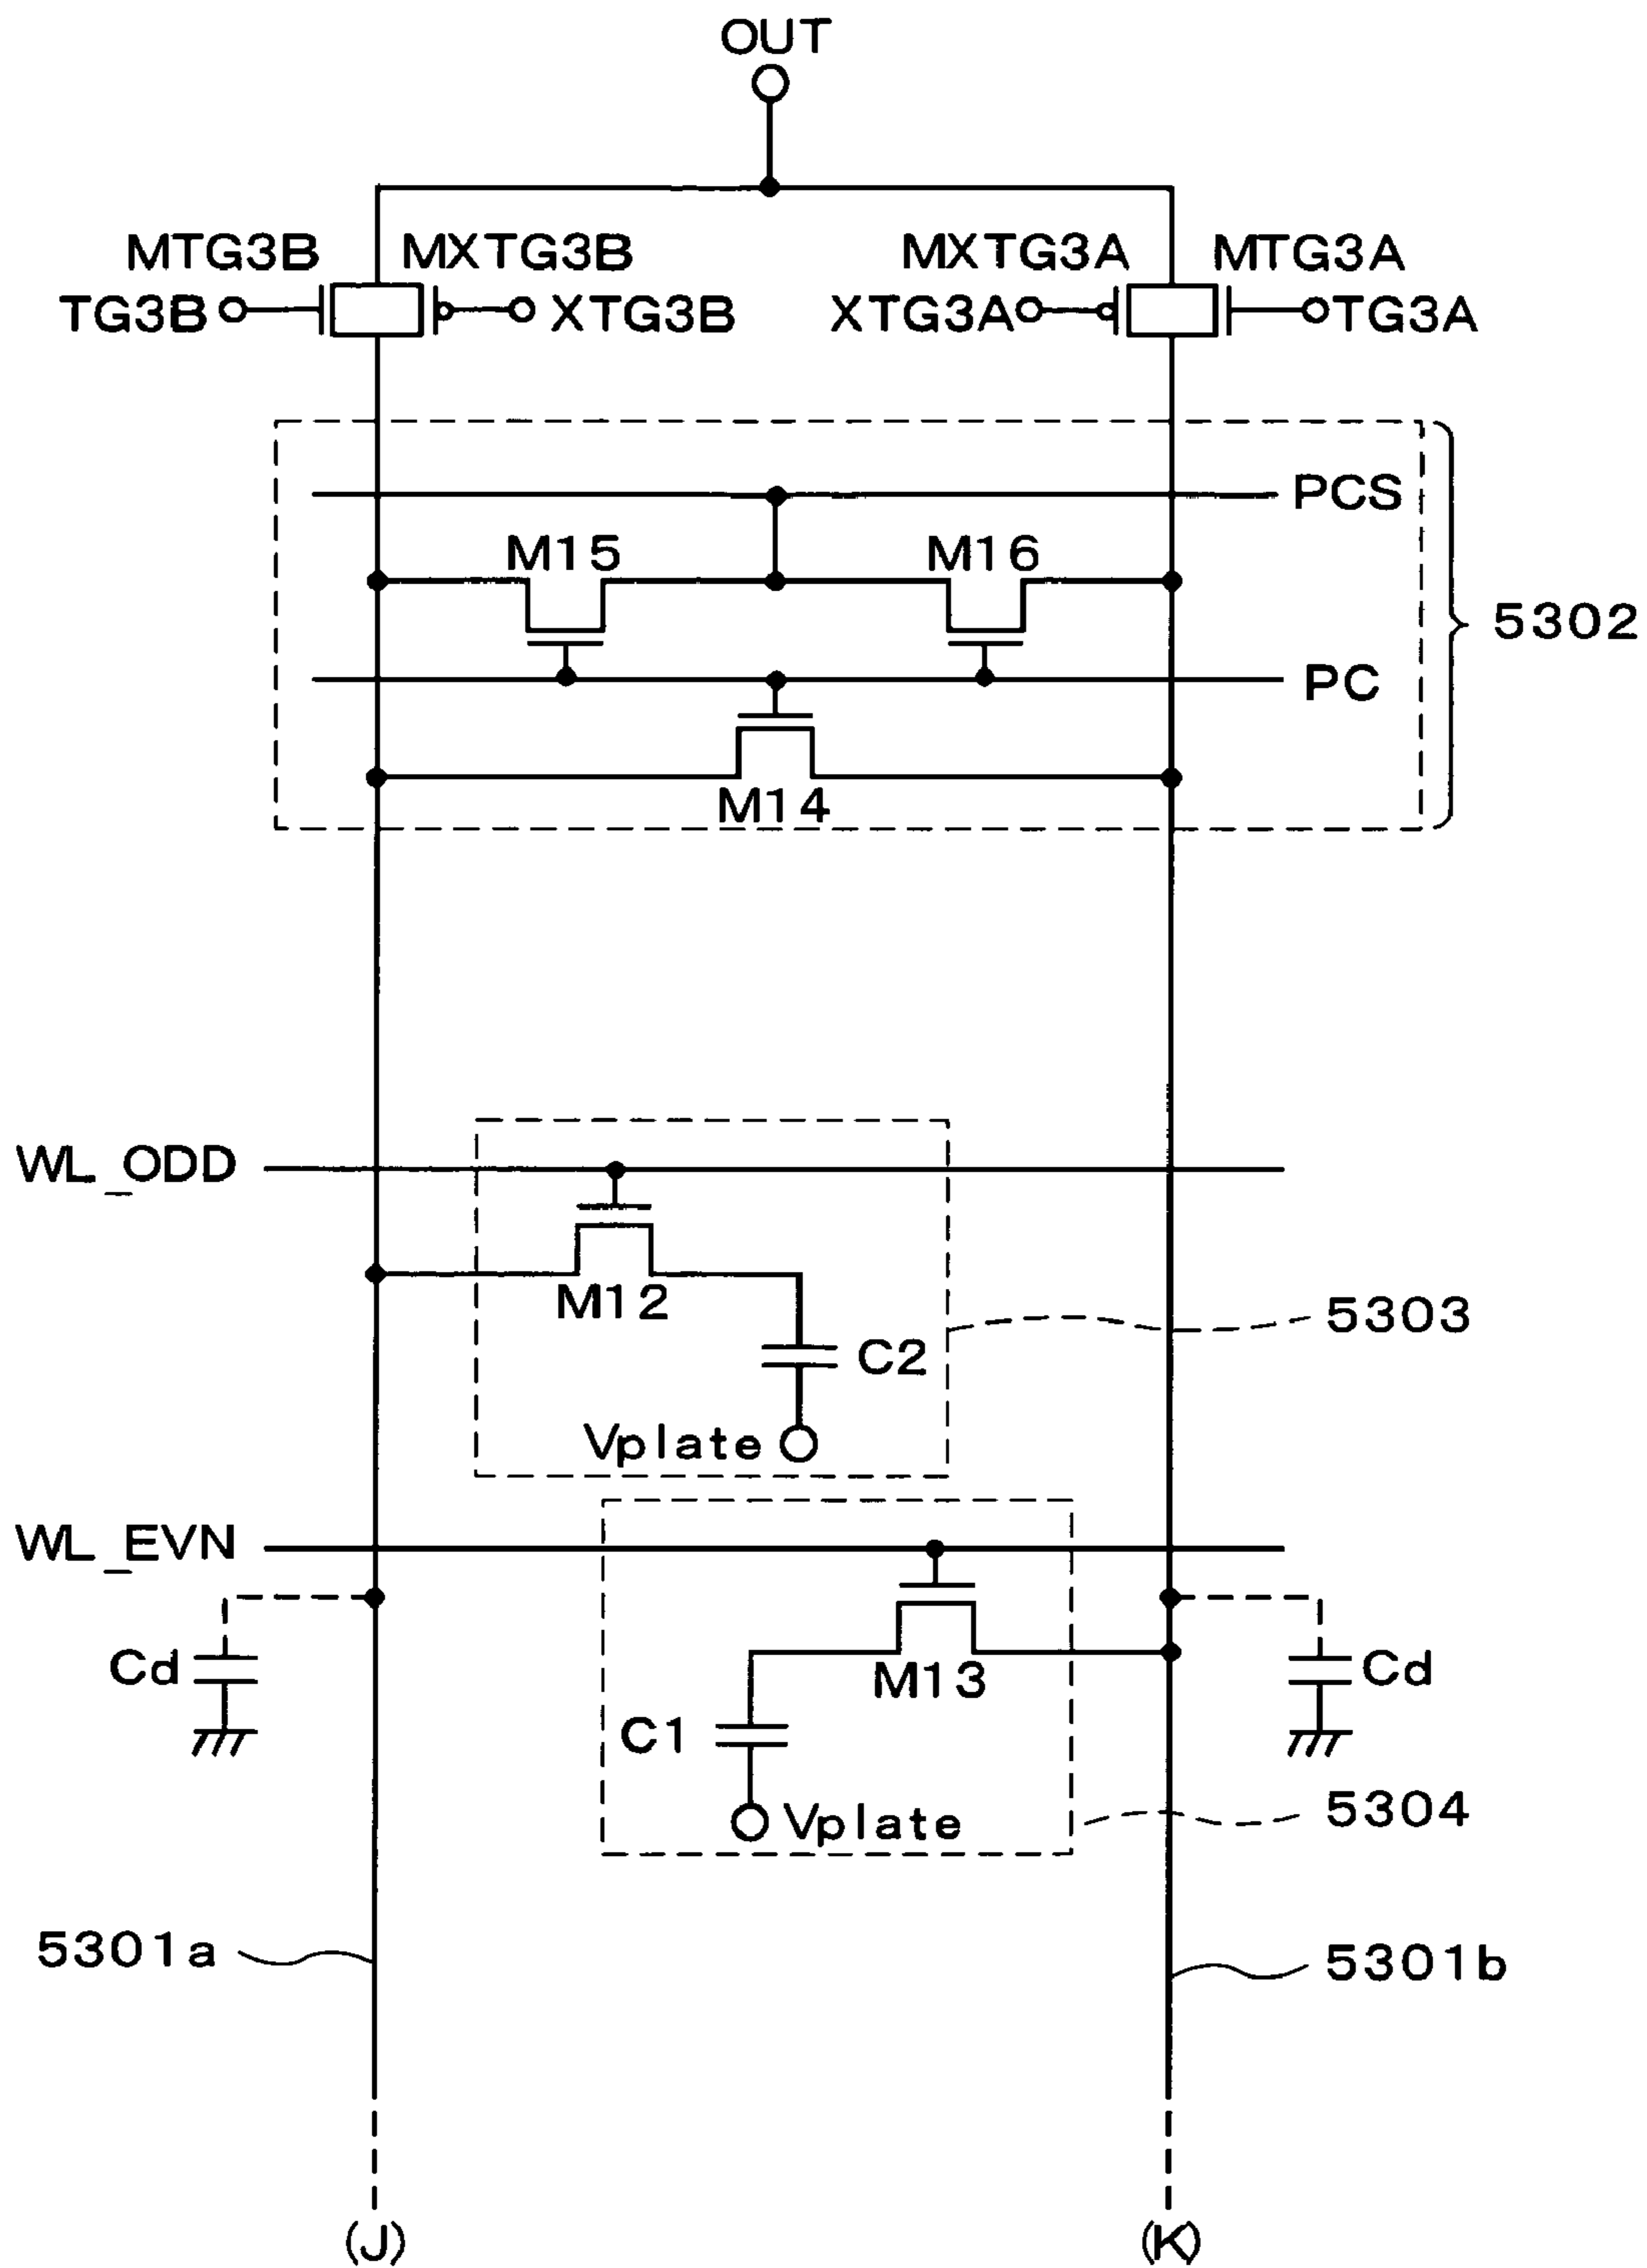 OUT
MTG3B MXTG3B MXTG3A MTG3A
TG3B XTG3B XTG3A TG3A
PCS
M15 M16
5302
PC
M14
WL_ODD
M12
5303
C2
Vplate
WL_EVN
Cd M13 Cd
C1
Vplate
5304
5301a 5301b
(J) (K)